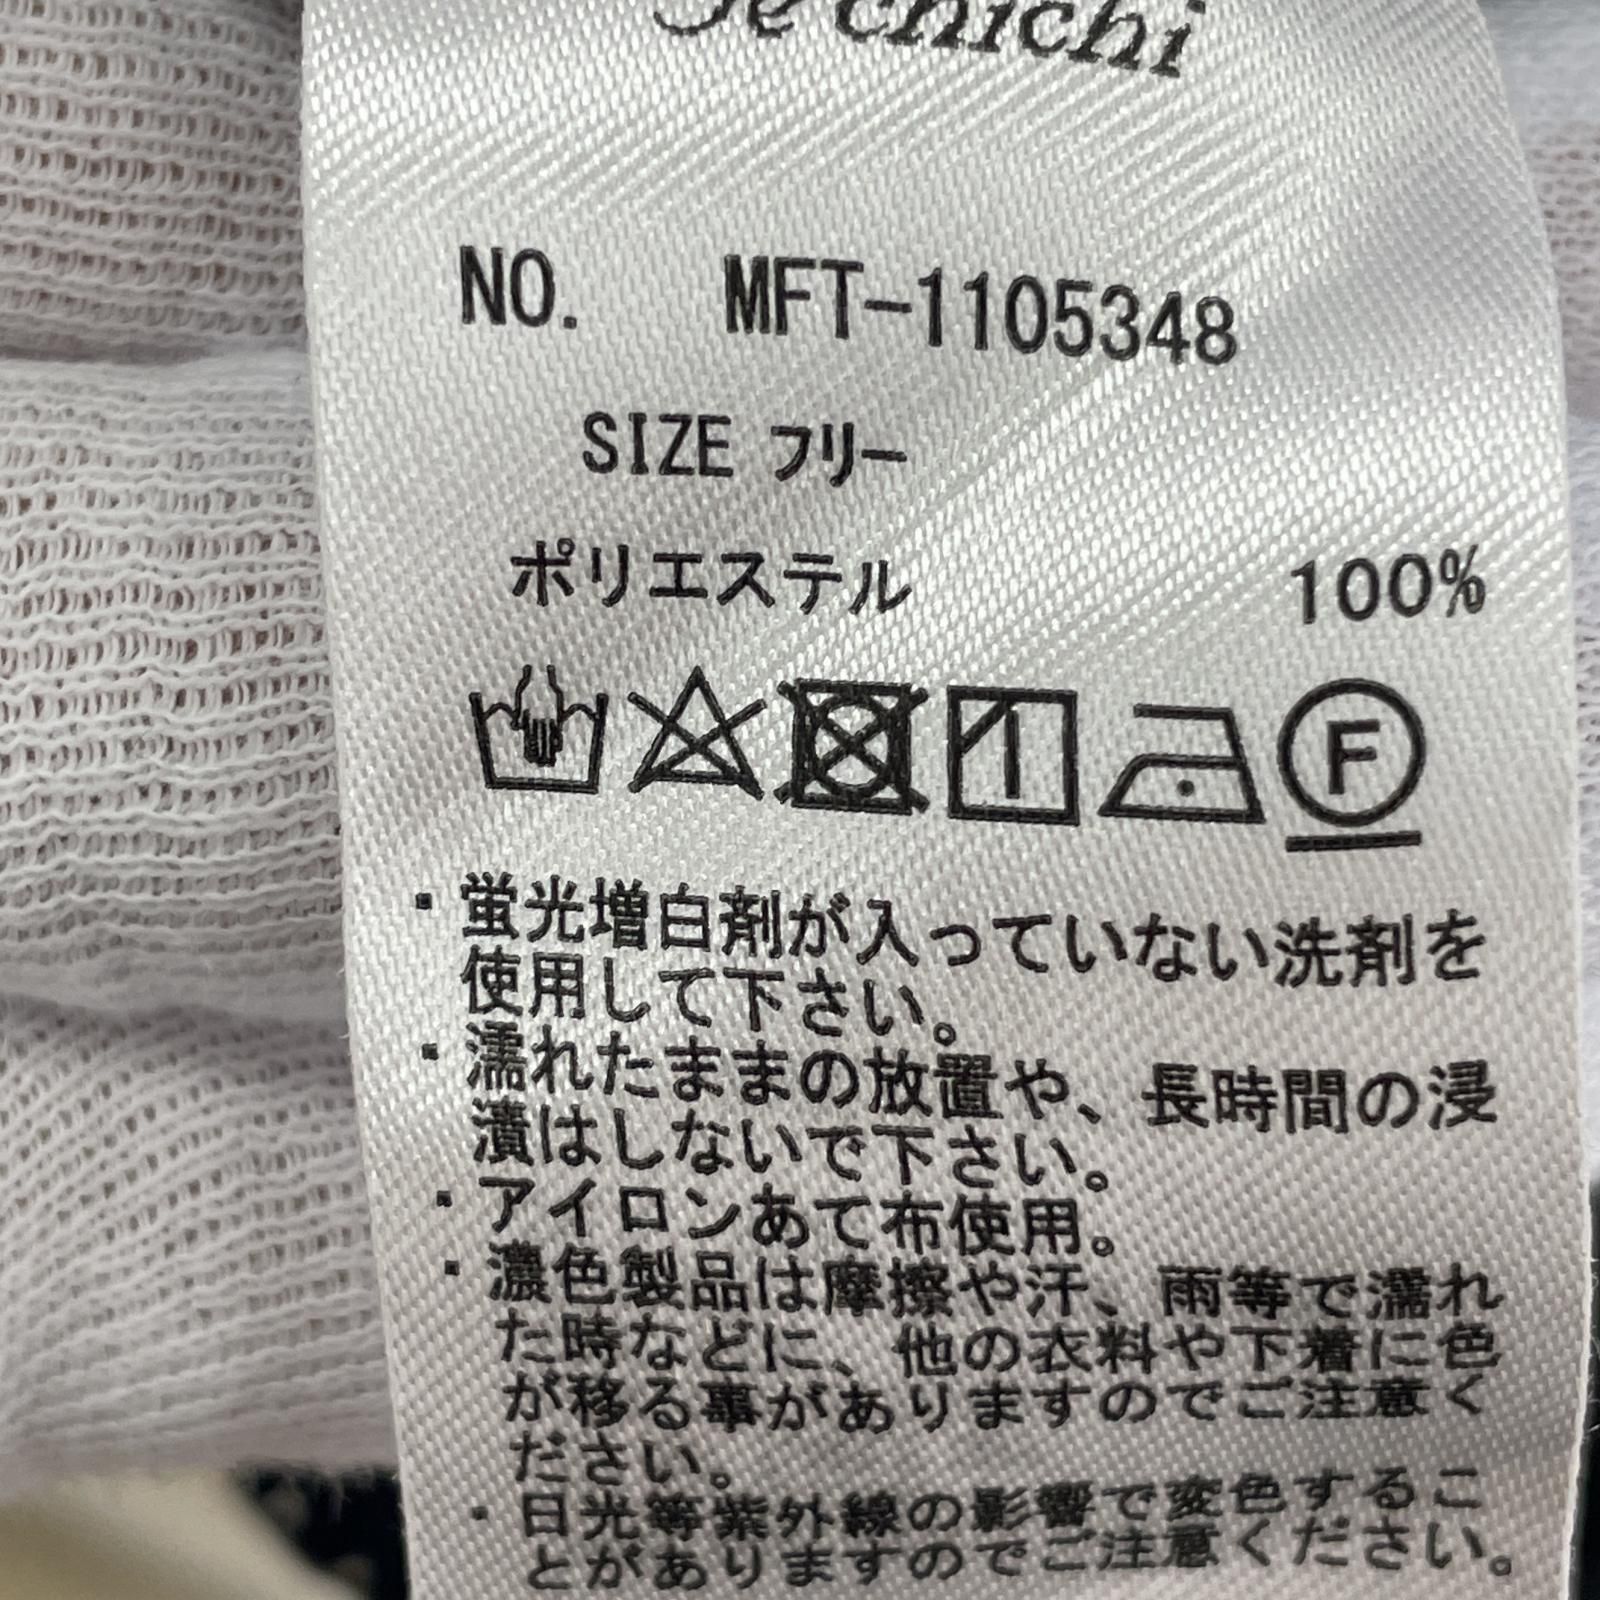 Te chichi
NO. MFT-1105348
SIZE フリー
ポリエステル 100%
F
・蛍光増白剤が入っていない洗剤を
使用して下さい。
・濡れたままの放置や、長時間の浸
漬はしないで下さい。
・アイロンあて布使用。
・濃色製品は摩擦や汗、雨等で濡れ
た時などに、他の衣料や下着に色
が移る事がありますのでご注意く
ださい。
・日光等紫外線の影響で変色するこ
とがありますのでご注意ください。